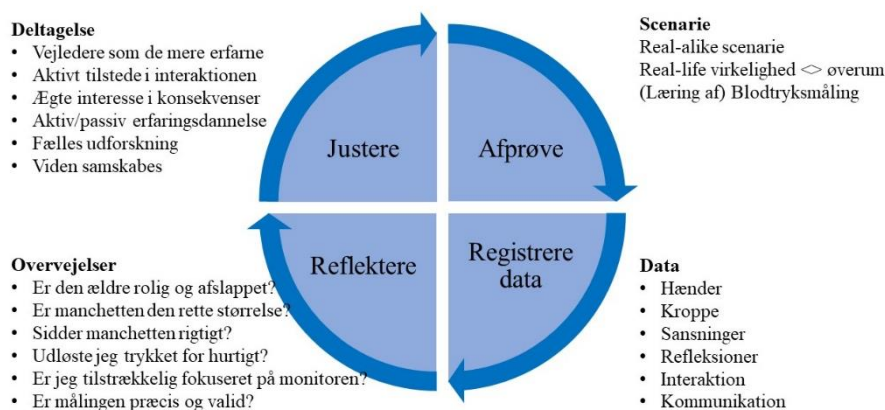 Deltagelse
• Vejledere som de mere erfarne
• Aktivt tilstede i interaktionen
• Ægte interesse i konsekvenser
• Aktiv/passiv erfaringsdannelse
• Fælles udforskning
• Viden samskabes
Scenarie
Real-alike scenarie
Real-life virkelighed <> øverum
(Læring af) Blodtryksmåling
Justere
Afprøve
Reflektere
Registrere
data
Overvejelser
• Er den ældre rolig og afslappet?
• Er manchetten den rette størrelse?
• Sidder manchetten rigtigt?
• Udløste jeg trykket for hurtigt?
• Er jeg tilstrækkelig fokuseret på monitoren?
• Er målingen præcis og valid?
Data
• Hænder
• Kroppe
• Sansninger
• Refleksioner
• Interaktion
• Kommunikation